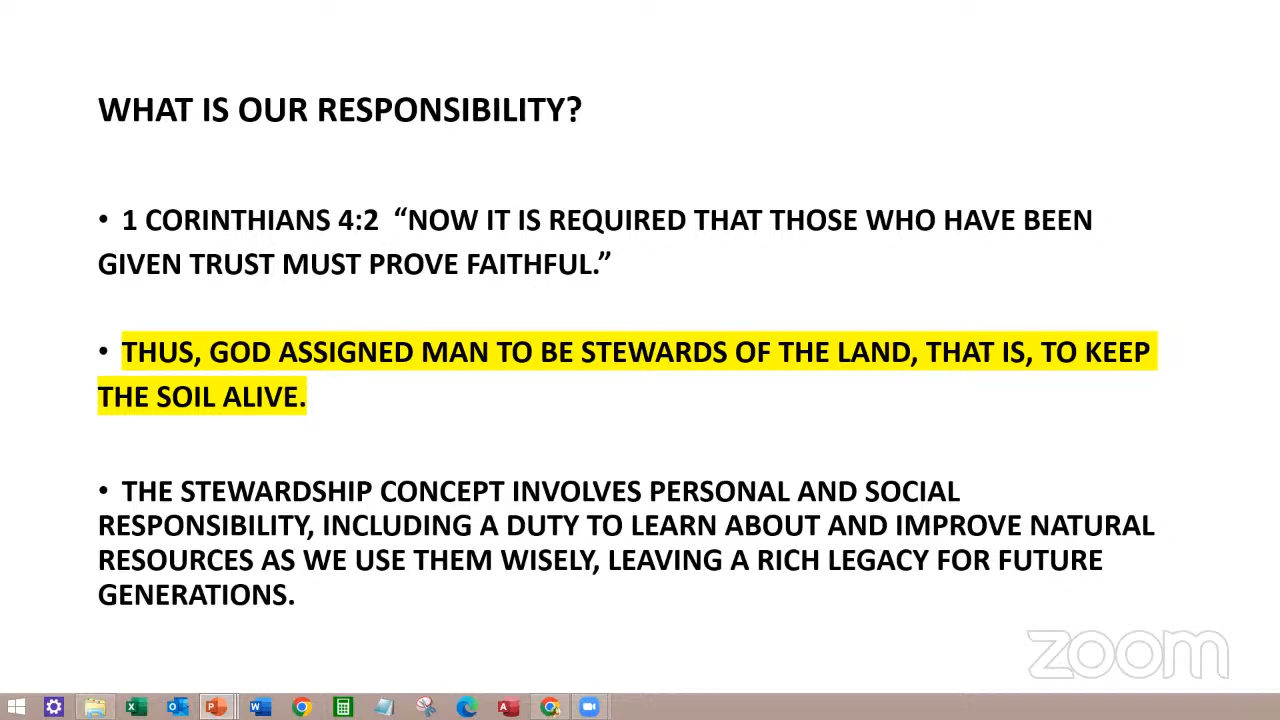 WHAT IS OUR RESPONSIBILITY?
• 1 CORINTHIANS 4:2 “NOW IT IS REQUIRED THAT THOSE WHO HAVE BEEN
GIVEN TRUST MUST PROVE FAITHFUL.”
• THUS, GOD ASSIGNED MAN TO BE STEWARDS OF THE LAND, THAT IS, TO KEEP
THE SOIL ALIVE.
• THE STEWARDSHIP CONCEPT INVOLVES PERSONAL AND SOCIAL
RESPONSIBILITY, INCLUDING A DUTY TO LEARN ABOUT AND IMPROVE NATURAL
RESOURCES AS WE USE THEM WISELY, LEAVING A RICH LEGACY FOR FUTURE
GENERATIONS.
zoom